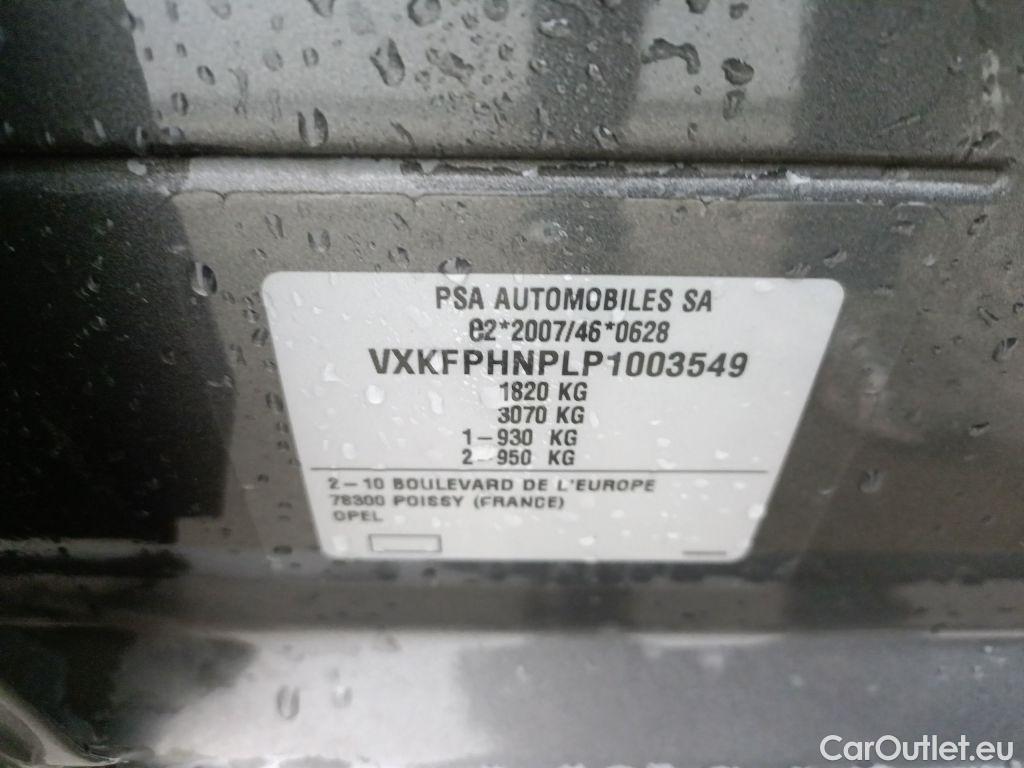 PSA AUTOMOBILES SA
e2*2007/46*0628
VXKFPHNPLP1003549
1820 KG
3070 KG
1-930 KG
2-950 KG
2-10 BOULEVARD DE L'EUROPE
78300 POISSY (FRANCE)
OPEL
CarOutlet.eu